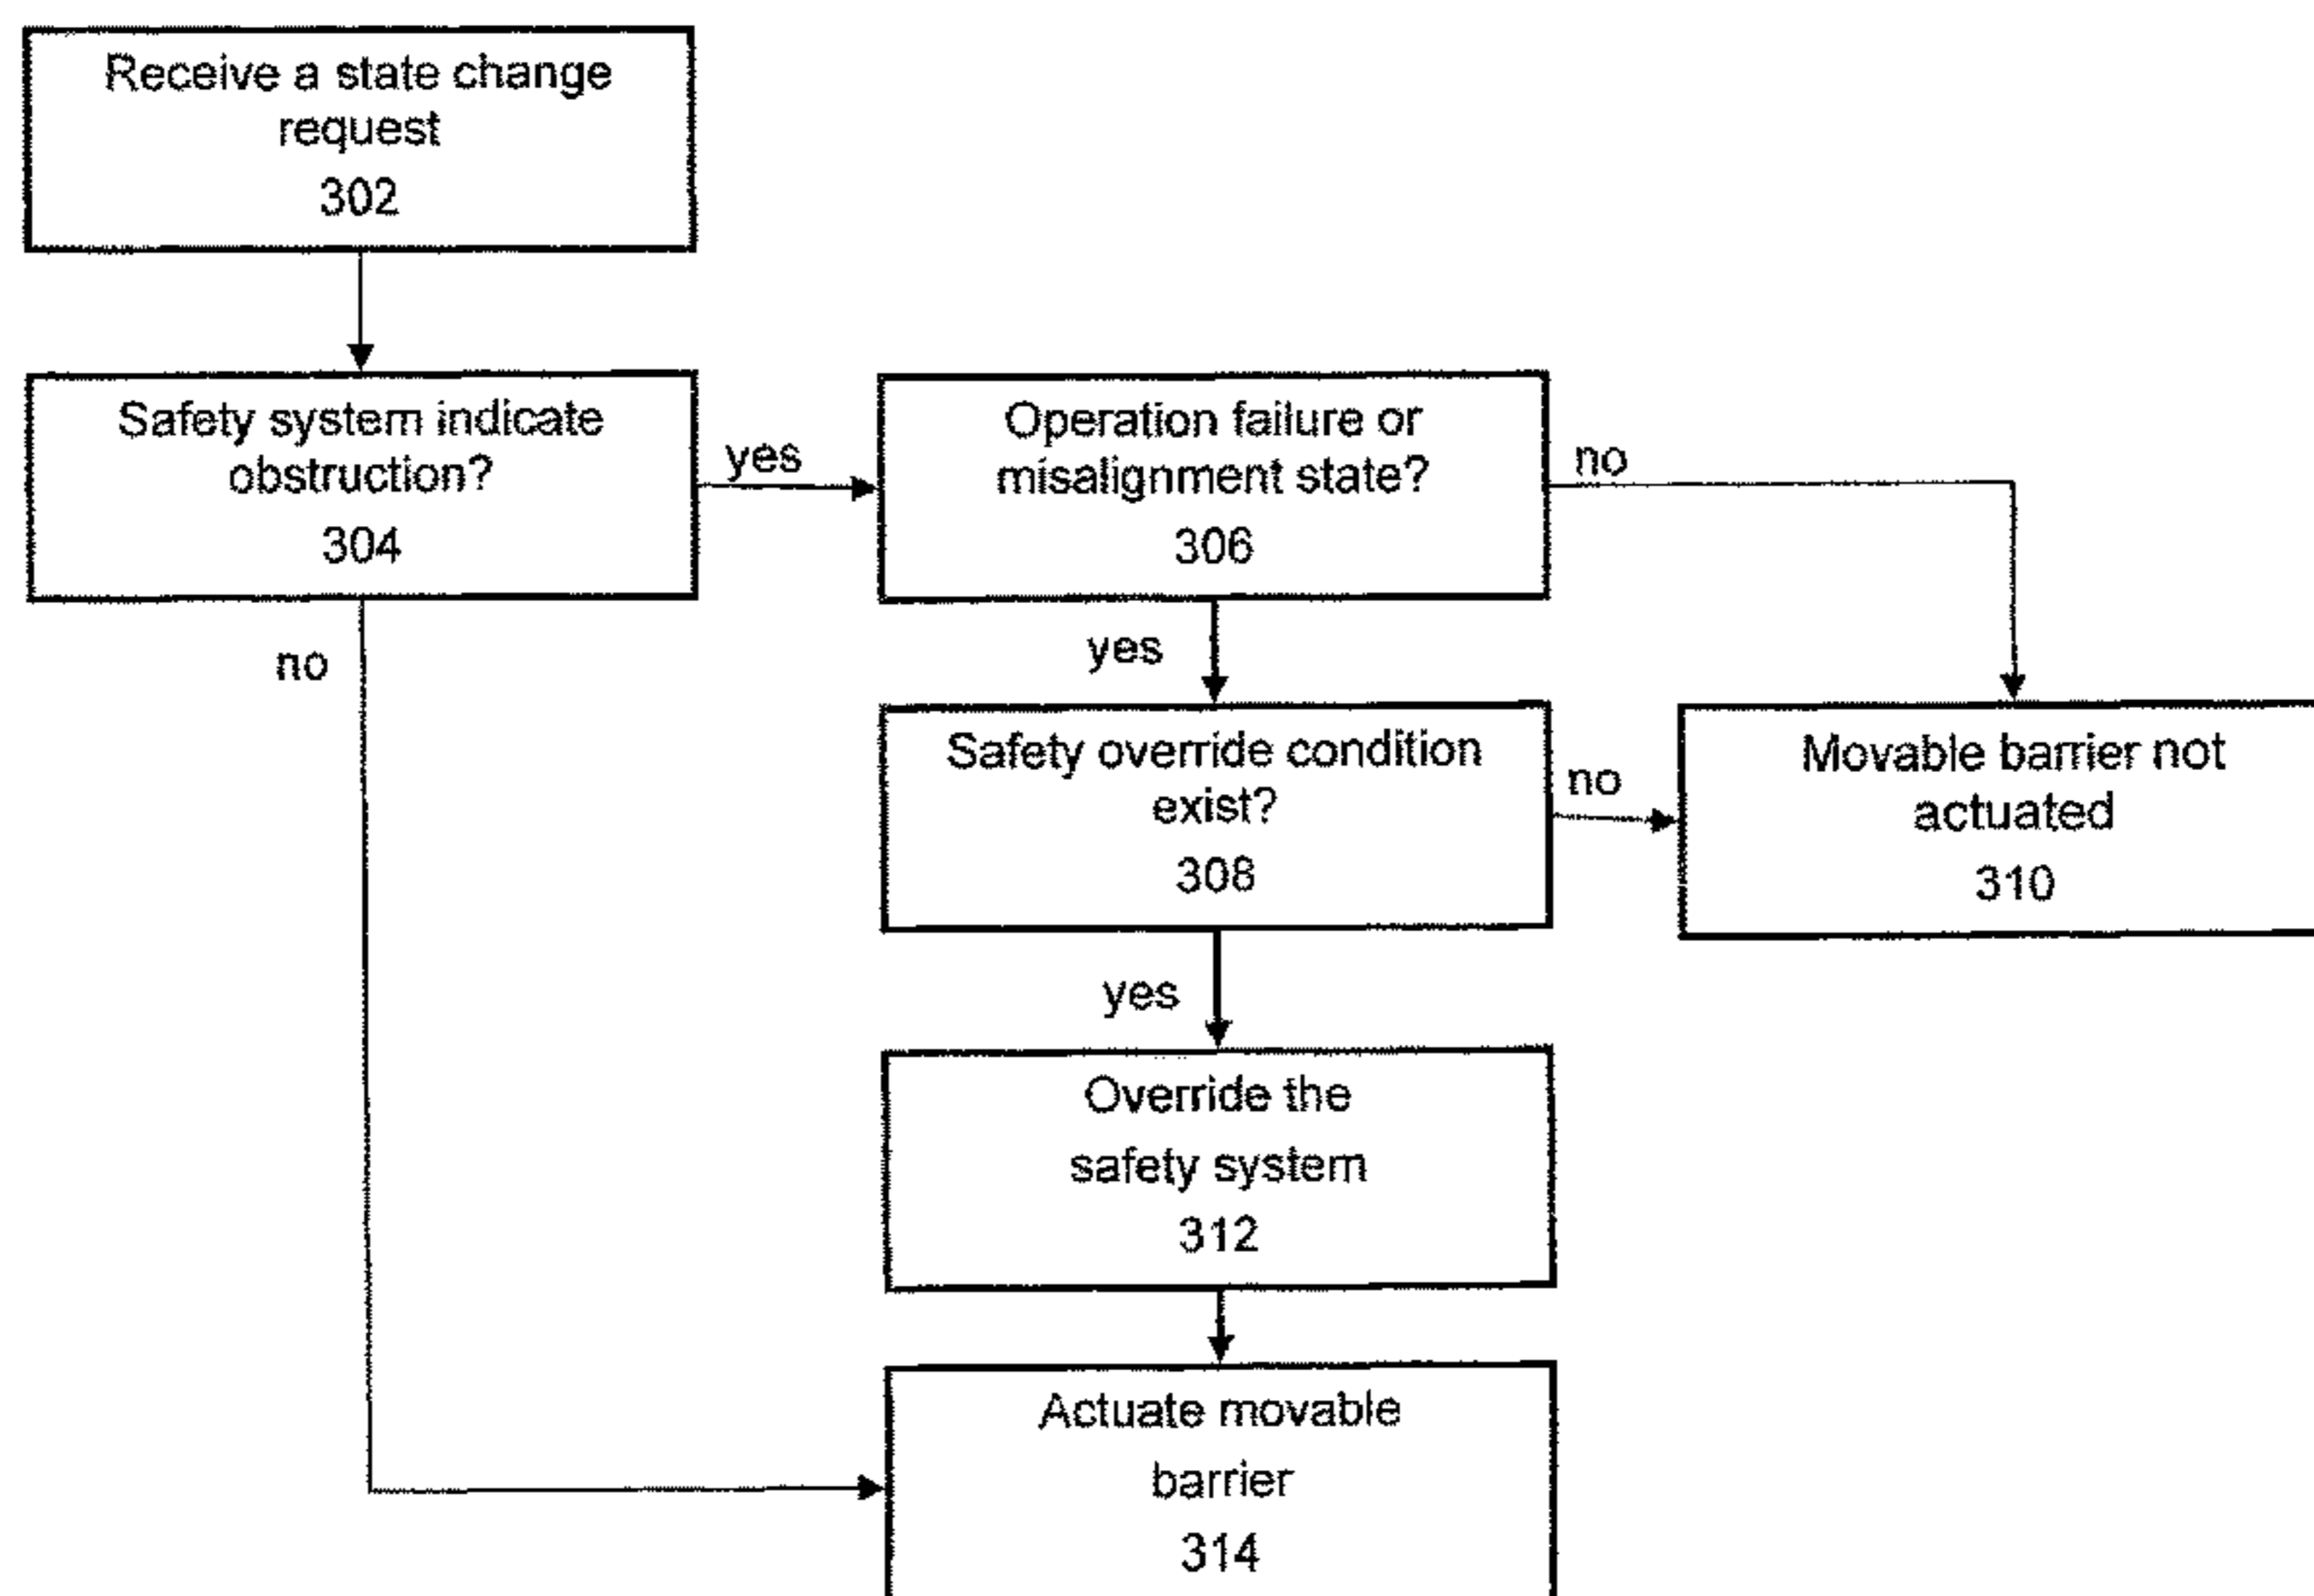 Receive a state change
request
302
Safety system indicate
obstruction?
304
yes
Operation failure or
misalignment state?
306
no
no
yes
Safety override condition
exist?
308
no
Movable barrier not
actuated
310
yes
Override the
safety system
312
Actuate movable
barrier
314